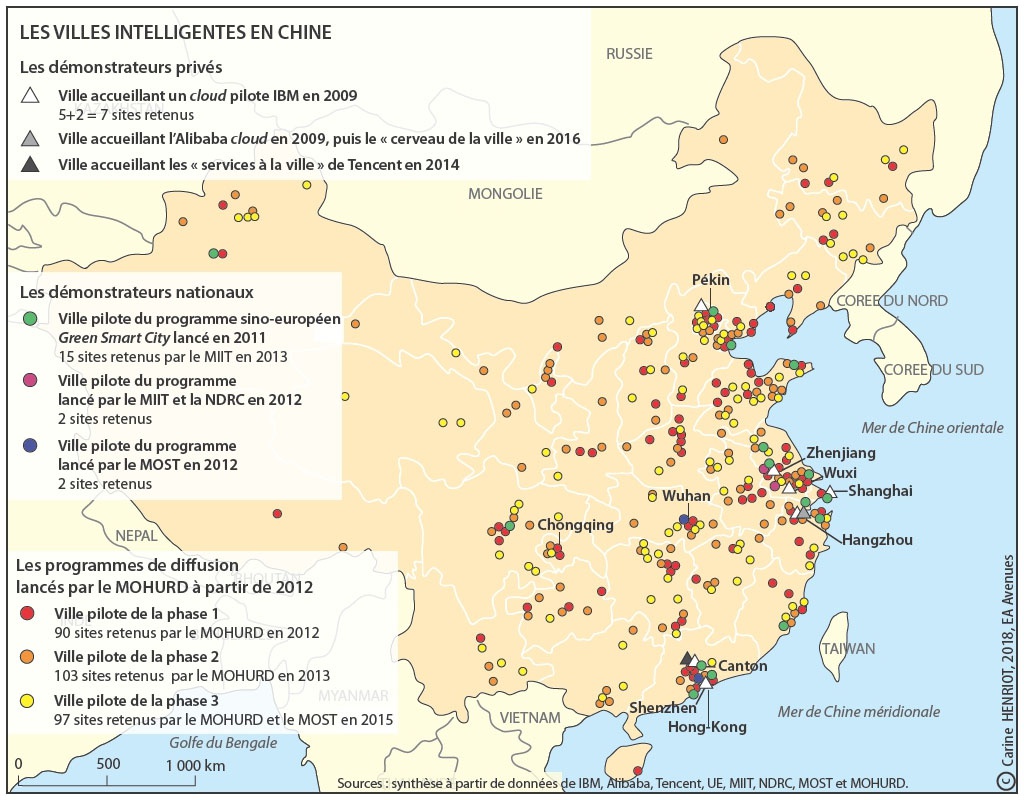 LES VILLES INTELLIGENTES EN CHINE
Les démonstrateurs privés
Ville accueillant un cloud pilote IBM en 2009
5+2 = 7 sites retenus
Ville accueillant l'Alibaba cloud en 2009, puis le « cerveau de la ville » en 2016
Ville accueillant les « services à la ville » de Tencent en 2014
KAZAKHSTAN
RUSSIE
MONGOLIE
Les démonstrateurs nationaux
Ville pilote du programme sino-européen
Green Smart City lancé en 2011
15 sites retenus par le MIIT en 2013
Ville pilote du programme
lancé par le MIIT et la NDRC en 2012
2 sites retenus
Ville pilote du programme
lancé par le MOST en 2012
2 sites retenus
Pékin
COREE DU NORD
COREE DU SUD
Mer de Chine orientale
Zhenjiang
Wuxi
Shanghai
Wuhan
Chongqing
Hangzhou
NEPAL
BHOUTAN
Les programmes de diffusion
lancés par le MOHURD à partir de 2012
Ville pilote de la phase 1
90 sites retenus par le MOHURD en 2012
Ville pilote de la phase 2
103 sites retenus par le MOHURD en 2013
Ville pilote de la phase 3
97 sites retenus par le MOHURD et le MOST en 2015
MYANMAR
TAIWAN
Canton
Shenzhen
Hong-Kong
VIETNAM
Mer de Chine méridionale
Golfe du Bengale
0 500 1 000 km
Sources : synthèse à partir de données de IBM, Alibaba, Tencent, UE, MIIT, NDRC, MOST et MOHURD.
© Carine HENRIOT, 2018, EA Avenues